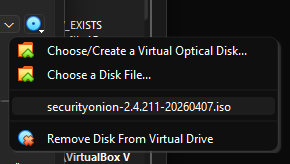 _EXISTS
Choose/Create a Virtual Optical Disk...
Choose a Disk File...
securityonion-2.4.211-20260407.iso
Remove Disk From Virtual Drive
\VirtualBox V